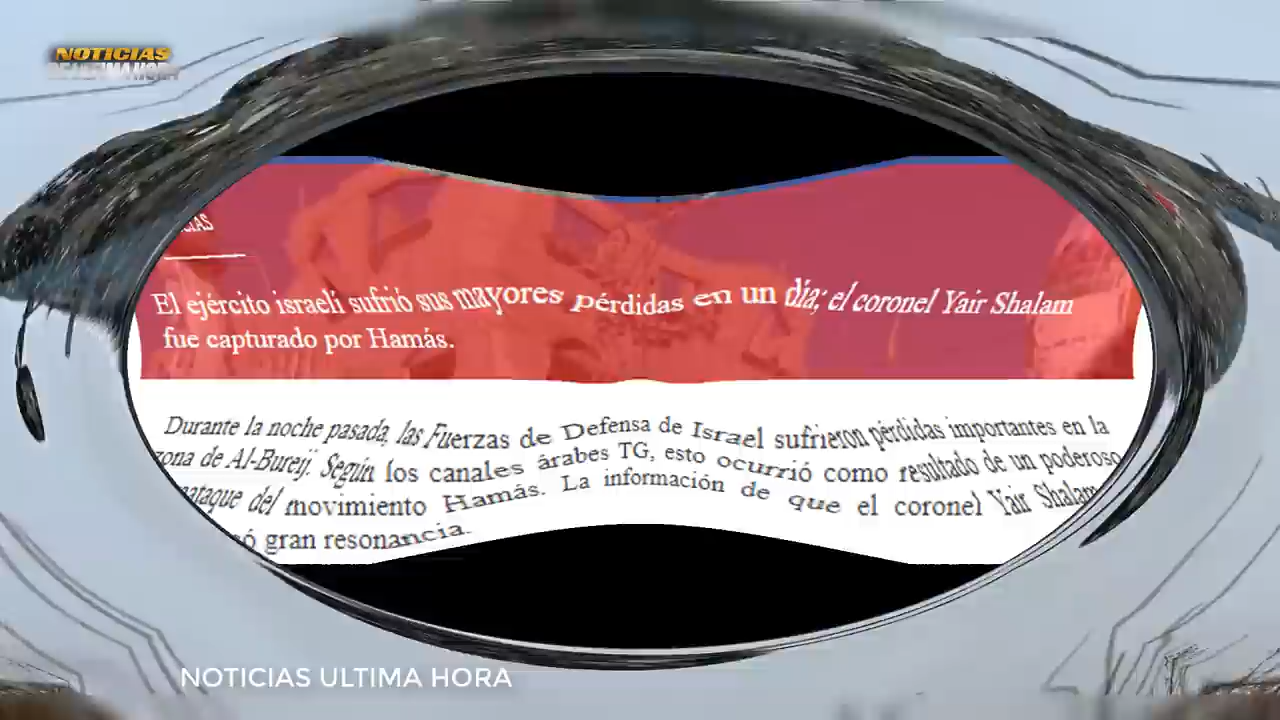 NOTICIAS
DE ULTIMA HORA
El ejército israelí sufrió sus mayores pérdidas en un día; el coronel Yair Shalam
fue capturado por Hamás.
Durante la noche pasada, las Fuerzas de Defensa de Israel sufrieron pérdidas importantes en la
zona de Al-Bureij. Según los canales árabes TG, esto ocurrió como resultado de un poderoso
del movimiento Hamás. La información de que el coronel Yair Shalam
gran resonancia.
NOTICIAS ULTIMA HORA